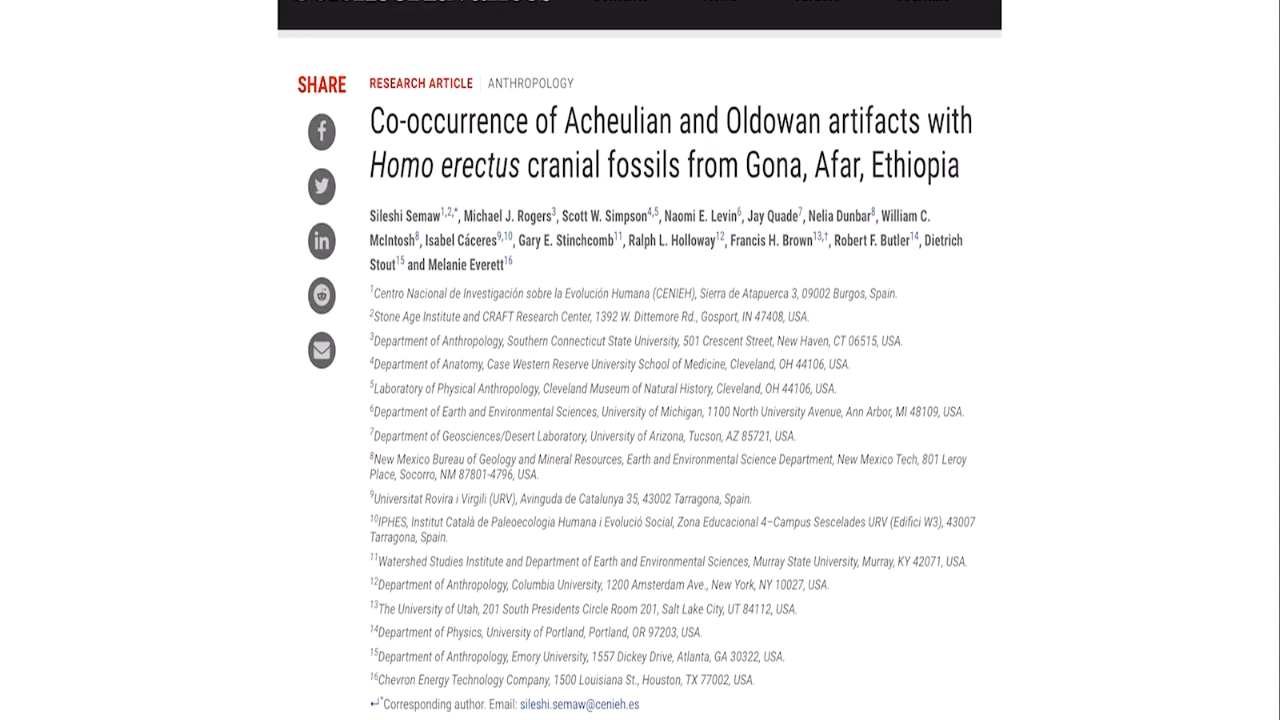 SHARE
RESEARCH ARTICLE ANTHROPOLOGY
Co-occurrence of Acheulian and Oldowan artifacts with
Homo erectus cranial fossils from Gona, Afar, Ethiopia
Sileshi Semaw1,2,*, Michael J. Rogers3, Scott W. Simpson4,5, Naomi E. Levin6, Jay Quade7, Nelia Dunbar8, William C.
McIntosh8, Isabel Cáceres9,10, Gary E. Stinchcomb11, Ralph L. Holloway12, Francis H. Brown13,†, Robert F. Butler14, Dietrich
Stout15 and Melanie Everett16
1Centro Nacional de Investigación sobre la Evolución Humana (CENIEH), Sierra de Atapuerca 3, 09002 Burgos, Spain.
2Stone Age Institute and CRAFT Research Center, 1392 W. Dittemore Rd., Gosport, IN 47408, USA.
3Department of Anthropology, Southern Connecticut State University, 501 Crescent Street, New Haven, CT 06515, USA.
4Department of Anatomy, Case Western Reserve University School of Medicine, Cleveland, OH 44106, USA.
5Laboratory of Physical Anthropology, Cleveland Museum of Natural History, Cleveland, OH 44106, USA.
6Department of Earth and Environmental Sciences, University of Michigan, 1100 North University Avenue, Ann Arbor, MI 48109, USA.
7Department of Geosciences/Desert Laboratory, University of Arizona, Tucson, AZ 85721, USA.
8New Mexico Bureau of Geology and Mineral Resources, Earth and Environmental Science Department, New Mexico Tech, 801 Leroy
Place, Socorro, NM 87801-4796, USA.
9Universitat Rovira i Virgili (URV), Avinguda de Catalunya 35, 43002 Tarragona, Spain.
10IPHES, Institut Català de Paleoecologia Humana i Evolució Social, Zona Educacional 4–Campus Sescelades URV (Edifici W3), 43007
Tarragona, Spain.
11Watershed Studies Institute and Department of Earth and Environmental Sciences, Murray State University, Murray, KY 42071, USA.
12Department of Anthropology, Columbia University, 1200 Amsterdam Ave., New York, NY 10027, USA.
13The University of Utah, 201 South Presidents Circle Room 201, Salt Lake City, UT 84112, USA.
14Department of Physics, University of Portland, Portland, OR 97203, USA.
15Department of Anthropology, Emory University, 1557 Dickey Drive, Atlanta, GA 30322, USA.
16Chevron Energy Technology Company, 1500 Louisiana St., Houston, TX 77002, USA.
↵*Corresponding author. Email: sileshi.semaw@cenieh.es